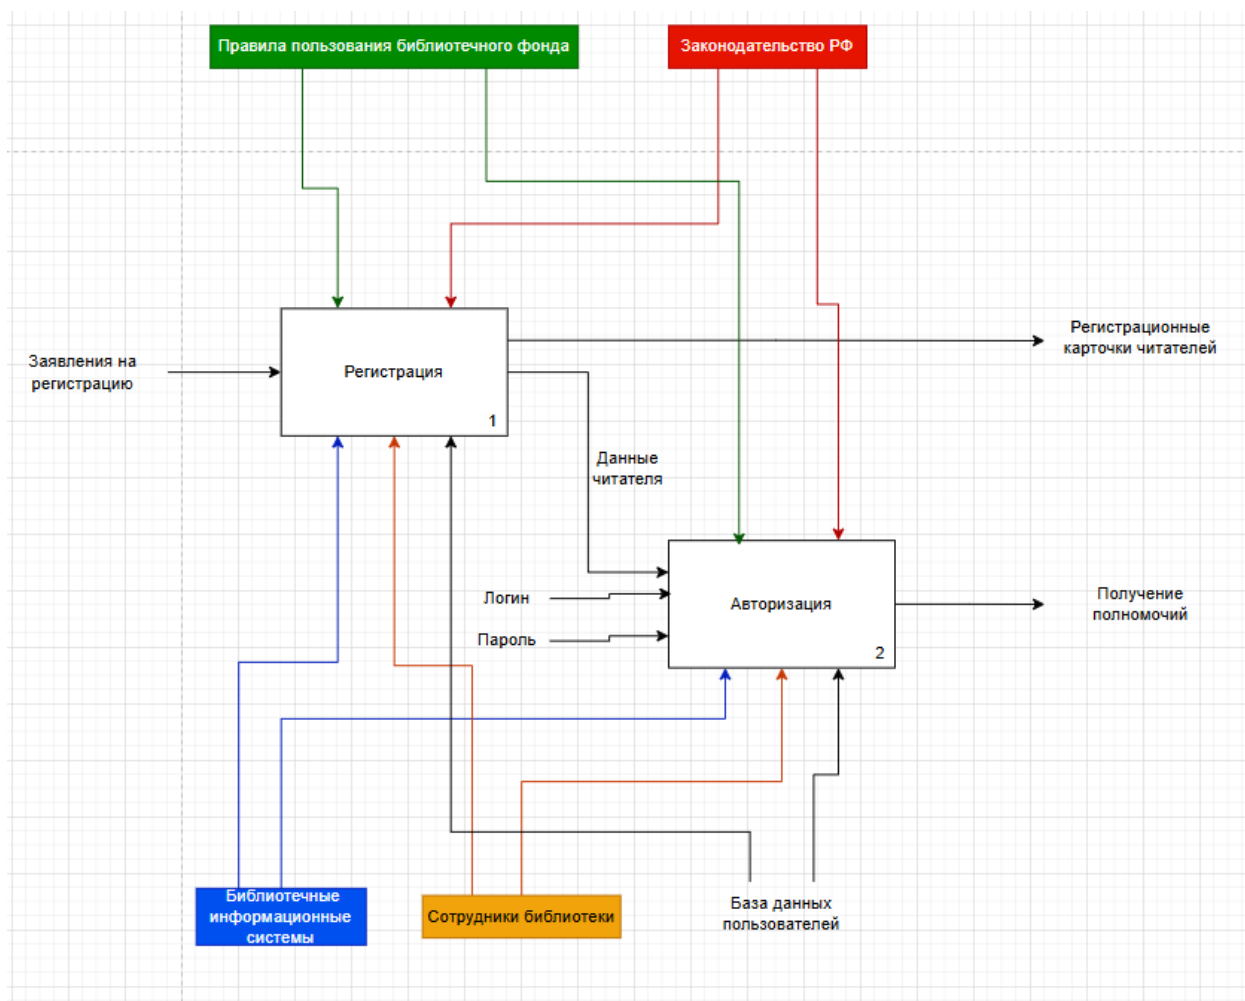 Правила пользования библиотечного фонда
Законодательство РФ
Заявления на
регистрацию
Регистрация
1
Регистрационные
карточки читателей
Данные
читателя
Логин
Пароль
Авторизация
2
Получение
полномочий
Библиотечные
информационные
системы
Сотрудники библиотеки
База данных
пользователей